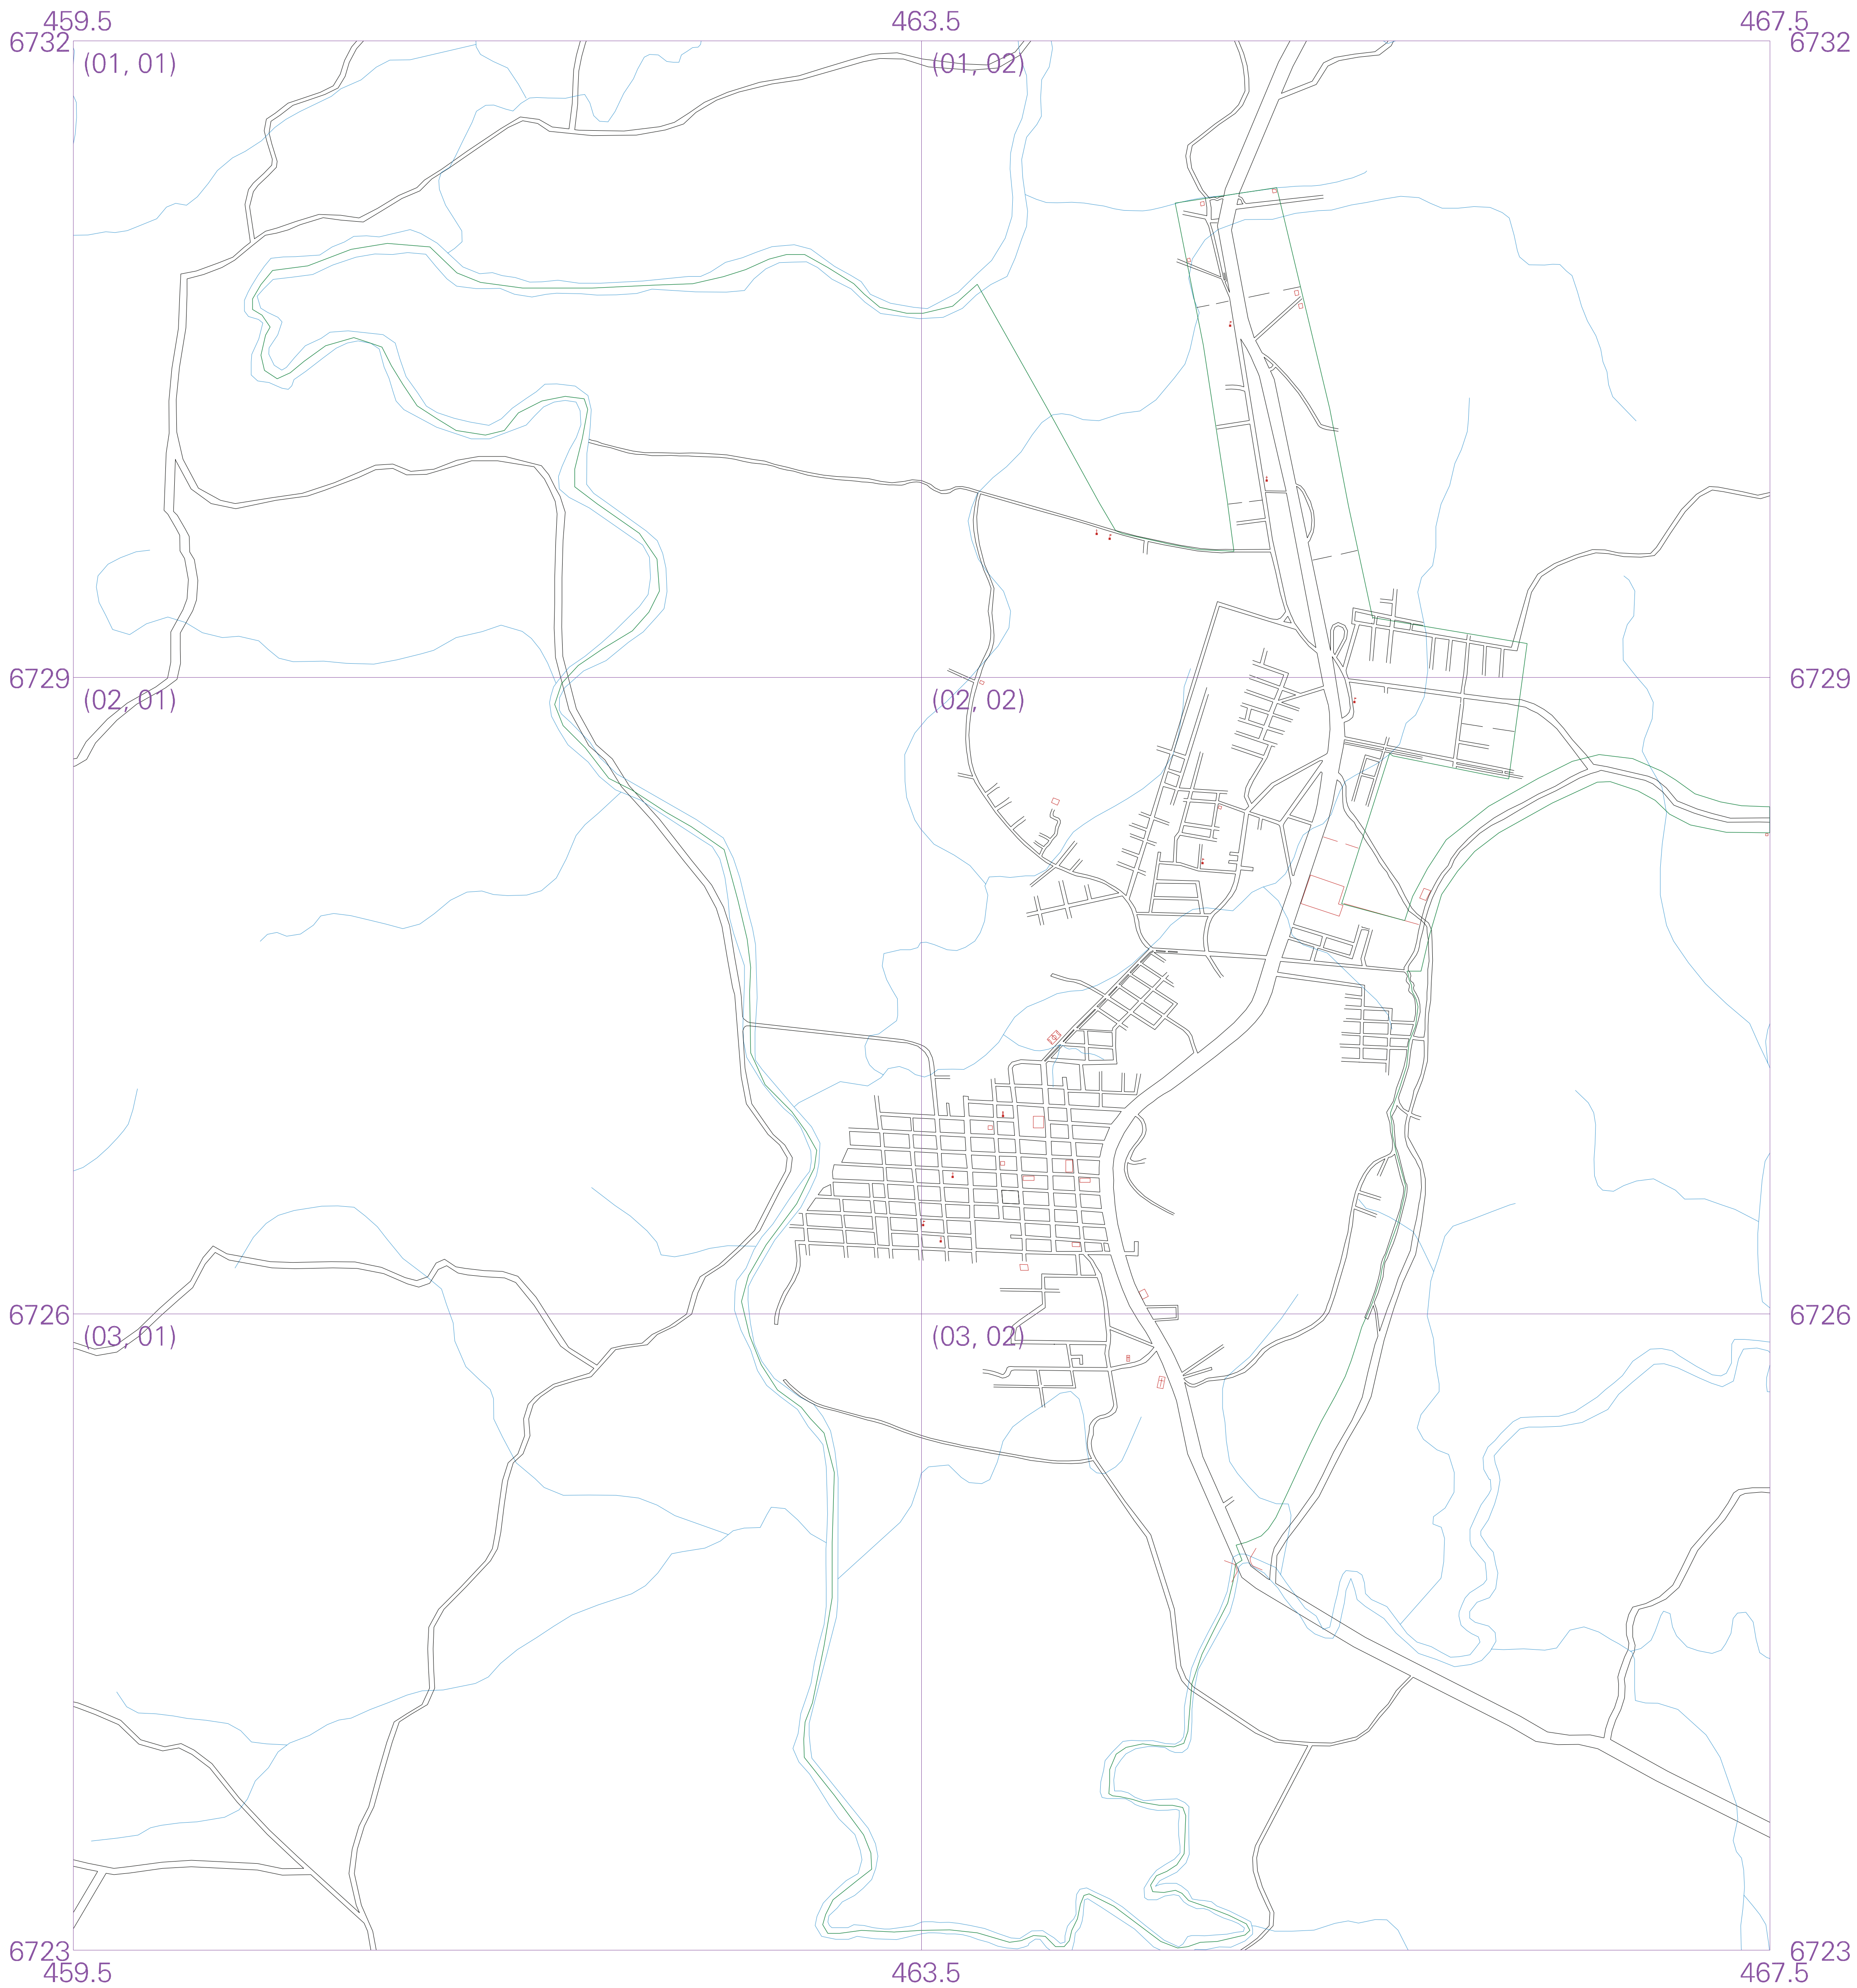 459.5 463.5 467.5
6732 6732
(01, 01) (01, 02)
6729 6729
(02, 01) (02, 02)
6726 6726
(03, 01) (03, 02)
6723 6723
459.5 463.5 467.5